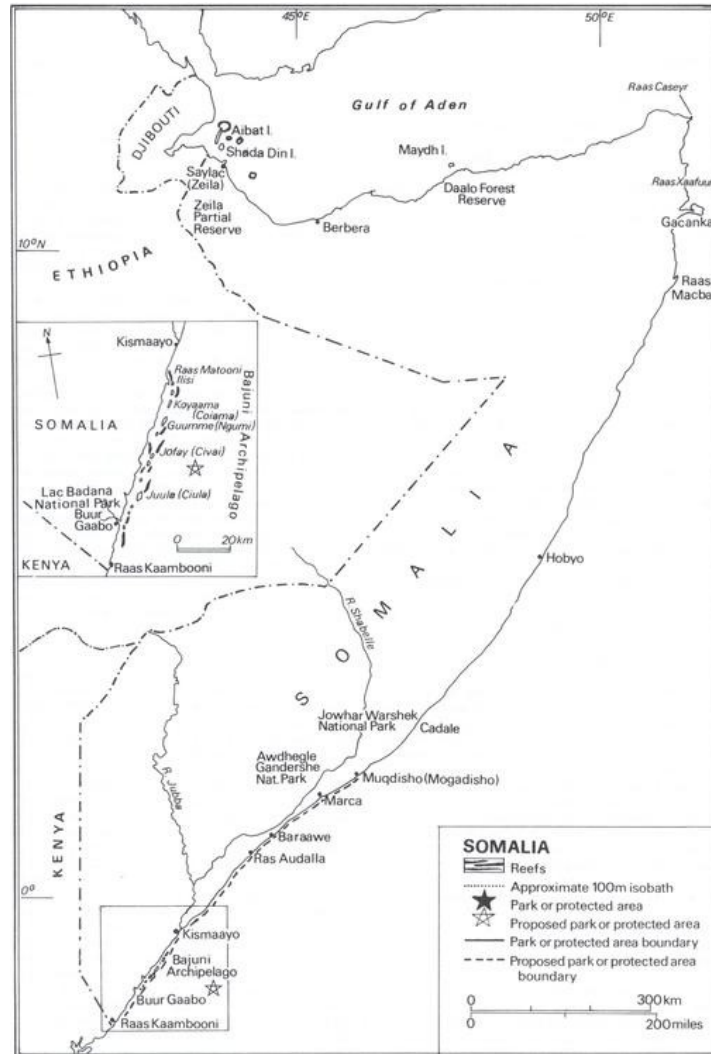 45°E
50°E
Raas Caseyr
Gulf of Aden
DJIBOUTI
Aibat I.
Shada Din I.
Maydh I.
Saylac
(Zeila)
Daalo Forest
Reserve
Raas Xaafuun
Zeila
Partial
Reserve
Gacanka
Berbera
10°N
ETHIOPIA
Raas
Macba
N
Kismaayo
Raas Matooni
Ilisi
Koyaama
(Coiama)
Guumme (Ngumi)
Bajuni Archipelago
SOMALIA
Jofay (Civai)
Lac Badana
National Park
Juula (Ciula)
Buur
Gaabo
0 20km
KENYA
Raas Kaambooni
SOMALIA
Hobyo
R. Shabelle
Jowhar Warshek
National Park
Cadale
Awdhegle
Gandershe
Nat. Park
Muqdisho (Mogadisho)
R. Jubba
Marca
KENYA
Baraawe
Ras Audalla
0°
Kismaayo
Bajuni
Archipelago
Buur Gaabo
Raas Kaambooni
SOMALIA
Reefs
Approximate 100m isobath
Park or protected area
Proposed park or protected area
Park or protected area boundary
Proposed park or protected area
boundary
0 300km
0 200miles